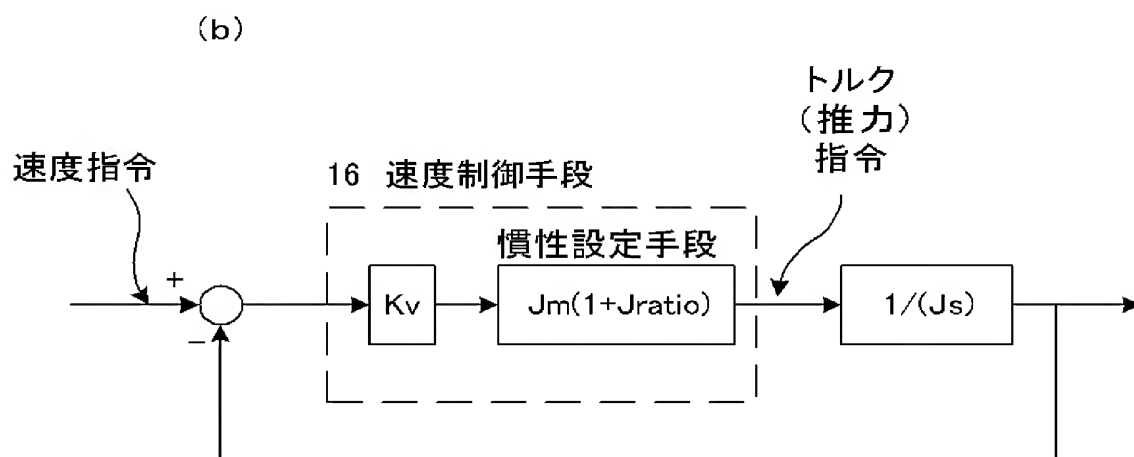 (b)
トルク
(推力)
指令
速度指令
16 速度制御手段
慣性設定手段
+
−
Kv
Jm(1+Jratio)
1/(Js)